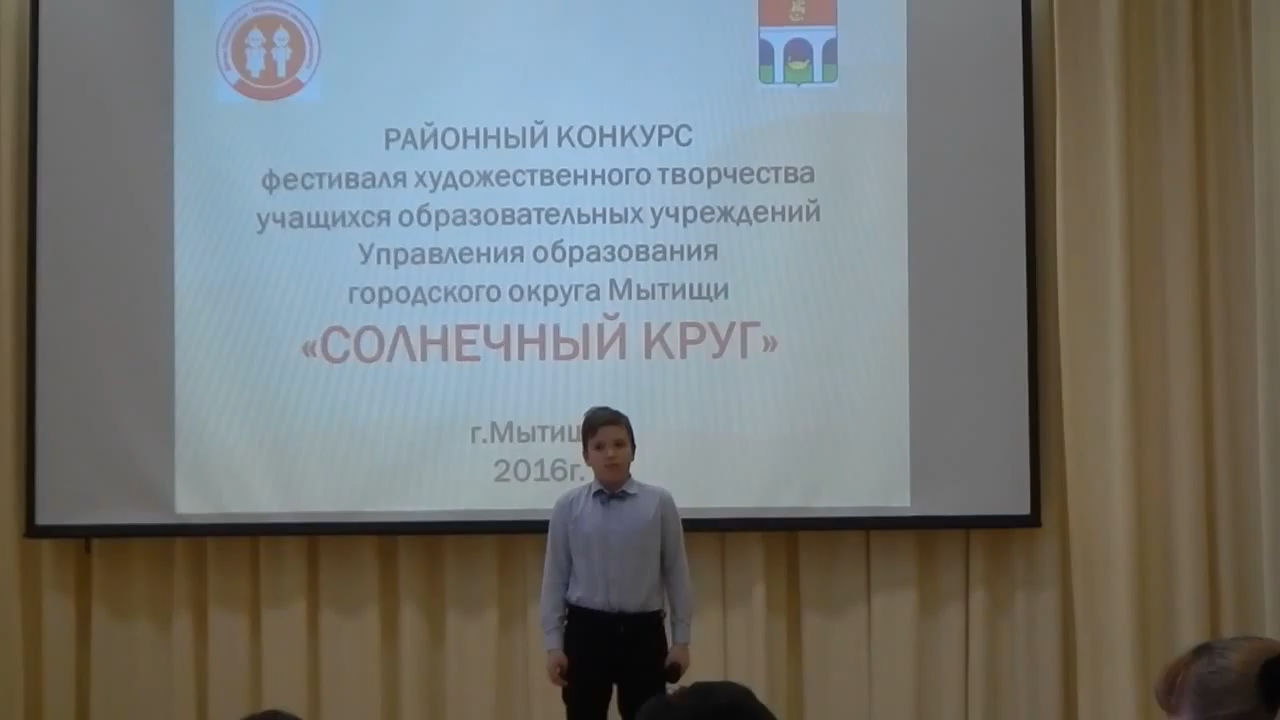 РАЙОННЫЙ КОНКУРС
фестиваля художественного творчества
учащихся образовательных учреждений
Управления образования
городского округа Мытищи
«СОЛНЕЧНЫЙ КРУГ»
г.Мытищ
2016г.